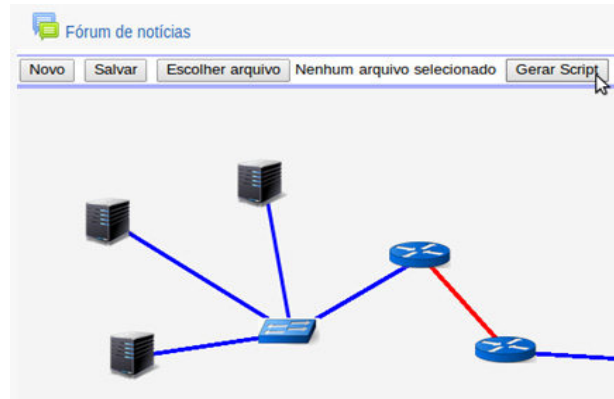 Fórum de notícias
Novo Salvar Escolher arquivo Nenhum arquivo selecionado Gerar Script